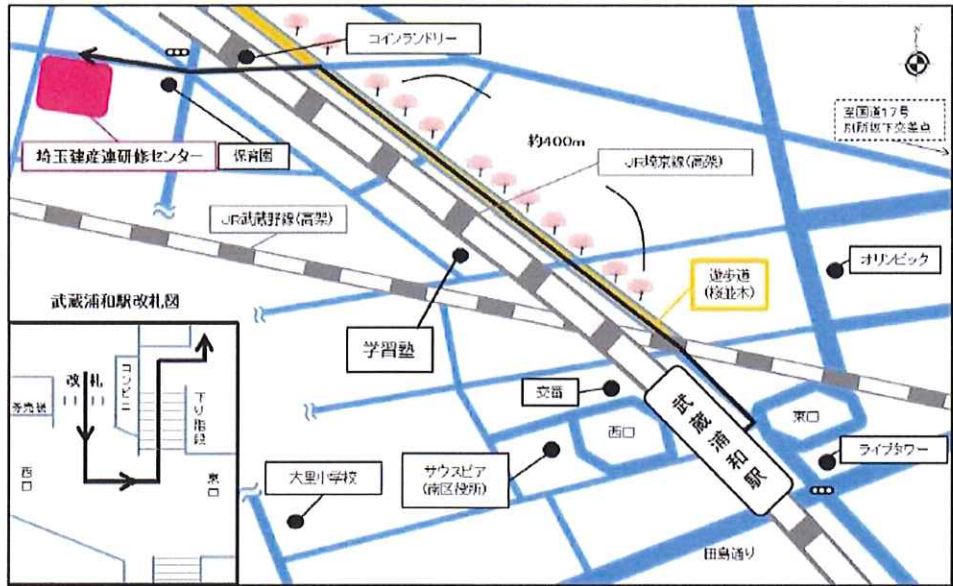 コインランドリー
至国道17号
別所坂下交差点
約400m
埼玉建産連研修センター
保育園
JR埼京線(高架)
JR武蔵野線(高架)
オリンピック
遊歩道
(桜並木)
武蔵浦和駅改札図
学習塾
交番
西口
東口
武蔵浦和駅
ライブタワー
サウスピア
(南区役所)
大里小学校
田島通り
改札
コンビニ
下り階段
券売機
西口
東口